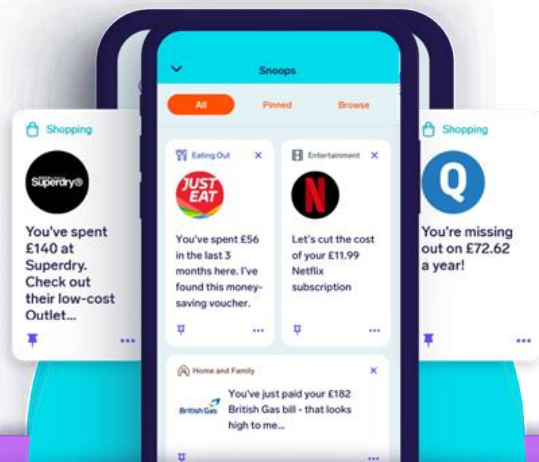 Snoops
All
Pinned
Browse
Shopping
Superdry®
You've spent
£140 at
Superdry.
Check out
their low-cost
Outlet...
Eating Out
JUST
EAT
You've spent £56
in the last 3
months here. I've
found this money-
saving voucher.
Entertainment
N
Let's cut the cost
of your £11.99
Netflix
subscription
Shopping
Q
You're missing
out on £72.62
a year!
Home and Family
British Gas
You've just paid your £182
British Gas bill - that looks
high to me...